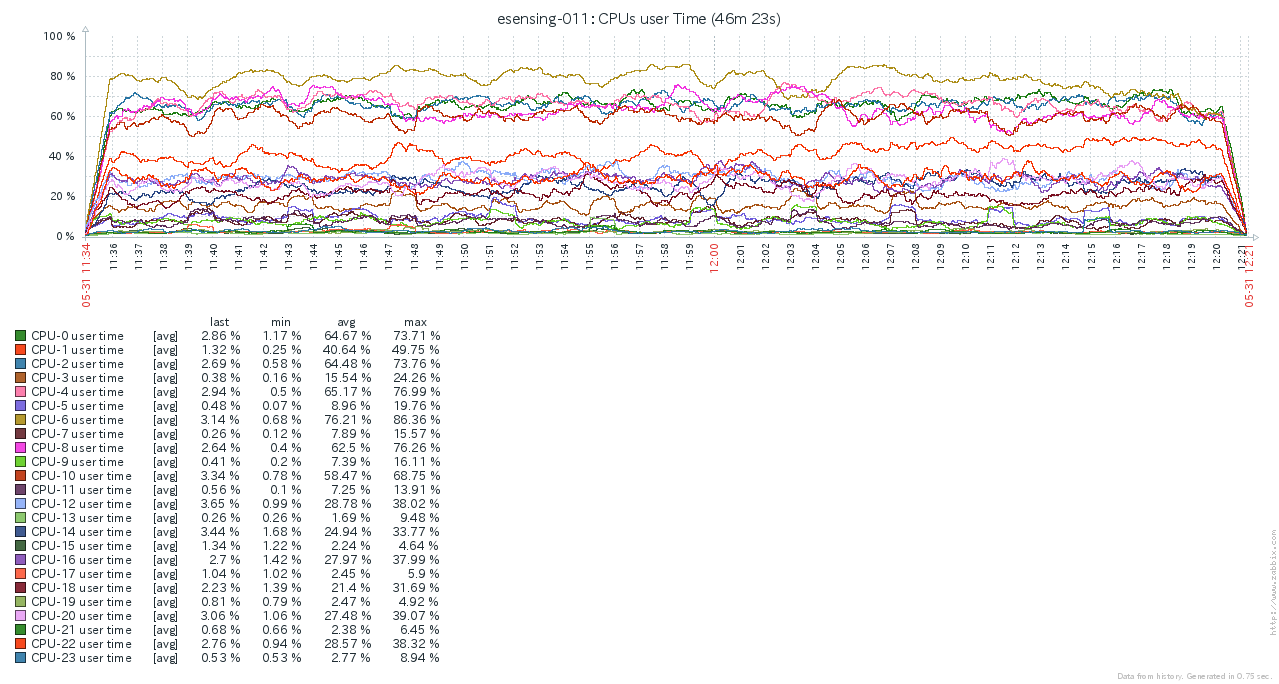 esensing-011: CPUs user Time (46m 23s)
100 %
80 %
60 %
40 %
20 %
0 %
05-31 11:34
11:36
11:37
11:38
11:39
11:40
11:41
11:42
11:43
11:44
11:45
11:46
11:47
11:48
11:49
11:50
11:51
11:52
11:53
11:54
11:55
11:56
11:57
11:58
11:59
12:00
12:01
12:02
12:03
12:04
12:05
12:06
12:07
12:08
12:09
12:10
12:11
12:12
12:13
12:14
12:15
12:16
12:17
12:18
12:19
12:20
12:21
05-31 12:21
last min avg max
CPU-0 user time [avg] 2.86 % 1.17 % 64.67 % 73.71 %
CPU-1 user time [avg] 1.32 % 0.25 % 40.64 % 49.75 %
CPU-2 user time [avg] 2.69 % 0.58 % 64.48 % 73.76 %
CPU-3 user time [avg] 0.38 % 0.16 % 15.54 % 24.26 %
CPU-4 user time [avg] 2.94 % 0.5 % 65.17 % 76.99 %
CPU-5 user time [avg] 0.48 % 0.07 % 8.96 % 19.76 %
CPU-6 user time [avg] 3.14 % 0.68 % 76.21 % 86.36 %
CPU-7 user time [avg] 0.26 % 0.12 % 7.89 % 15.57 %
CPU-8 user time [avg] 2.64 % 0.4 % 62.5 % 76.26 %
CPU-9 user time [avg] 0.41 % 0.2 % 7.39 % 16.11 %
CPU-10 user time [avg] 3.34 % 0.78 % 58.47 % 68.75 %
CPU-11 user time [avg] 0.56 % 0.1 % 7.25 % 13.91 %
CPU-12 user time [avg] 3.65 % 0.99 % 28.78 % 38.02 %
CPU-13 user time [avg] 0.26 % 0.26 % 1.69 % 9.48 %
CPU-14 user time [avg] 3.44 % 1.68 % 24.94 % 33.77 %
CPU-15 user time [avg] 1.34 % 1.22 % 2.24 % 4.64 %
CPU-16 user time [avg] 2.7 % 1.42 % 27.97 % 37.99 %
CPU-17 user time [avg] 1.04 % 1.02 % 2.45 % 5.9 %
CPU-18 user time [avg] 2.23 % 1.39 % 21.4 % 31.69 %
CPU-19 user time [avg] 0.81 % 0.79 % 2.47 % 4.92 %
CPU-20 user time [avg] 3.06 % 1.06 % 27.48 % 39.07 %
CPU-21 user time [avg] 0.68 % 0.66 % 2.38 % 6.45 %
CPU-22 user time [avg] 2.76 % 0.94 % 28.57 % 38.32 %
CPU-23 user time [avg] 0.53 % 0.53 % 2.77 % 8.94 %
http://www.zabbix.com
Data from history. Generated in 0.75 sec.